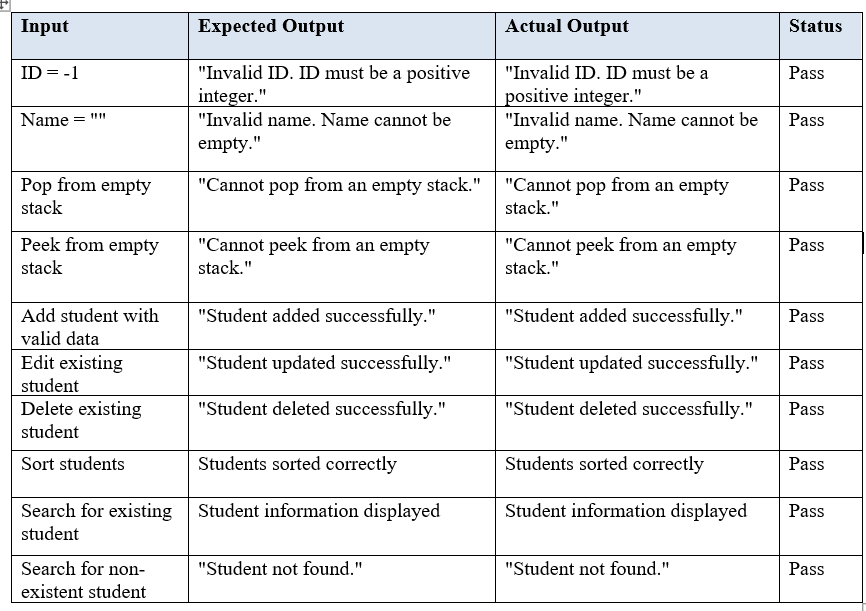 Input Expected Output Actual Output Status
ID = -1 "Invalid ID. ID must be a positive "Invalid ID. ID must be a Pass
integer." positive integer."
Name = "" "Invalid name. Name cannot be "Invalid name. Name cannot be Pass
empty." empty."
Pop from empty "Cannot pop from an empty stack." "Cannot pop from an empty Pass
stack stack."
Peek from empty "Cannot peek from an empty "Cannot peek from an empty Pass
stack stack." stack."
Add student with "Student added successfully." "Student added successfully." Pass
valid data
Edit existing "Student updated successfully." "Student updated successfully." Pass
student
Delete existing "Student deleted successfully." "Student deleted successfully." Pass
student
Sort students Students sorted correctly Students sorted correctly Pass
Search for existing Student information displayed Student information displayed Pass
student
Search for non- "Student not found." "Student not found." Pass
existent student